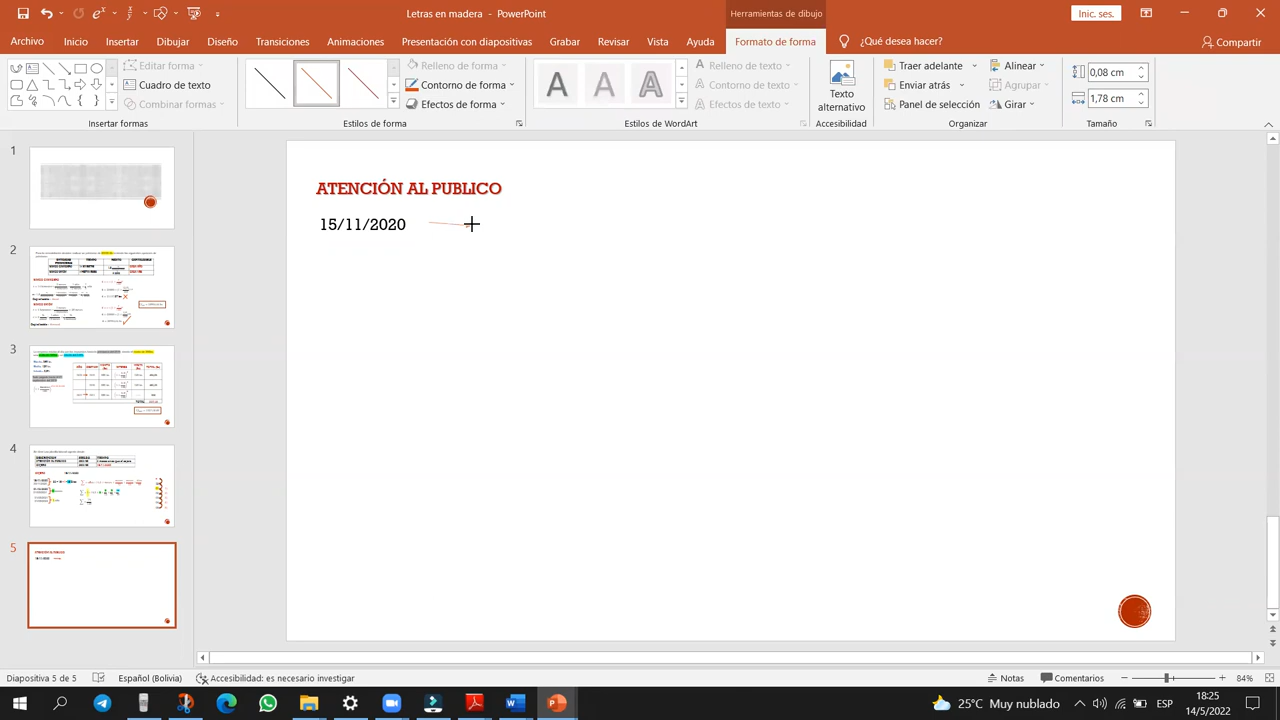 Letras en madera - PowerPoint
Herramientas de dibujo
Inic. ses.
Archivo Inicio Insertar Dibujar Diseño Transiciones Animaciones Presentación con diapositivas Grabar Revisar Vista Ayuda Formato de forma ¿Qué desea hacer? Compartir
Editar forma
Cuadro de texto
Combinar formas
Insertar formas
Relleno de forma
Contorno de forma
Efectos de forma
Estilos de forma
A A A
Relleno de texto
Contorno de texto
Efectos de texto
Estilos de WordArt
Texto
alternativo
Accesibilidad
Traer adelante
Enviar atrás
Panel de selección
Alinear
Agrupar
Girar
Organizar
0,08 cm
1,78 cm
Tamaño
1
2
3
4
5
ATENCIÓN AL PUBLICO
15/11/2020
Diapositiva 5 de 5 Español (Bolivia) Accesibilidad: es necesario investigar Notas Comentarios 84%
25°C Muy nublado ESP 18:25
14/5/2022